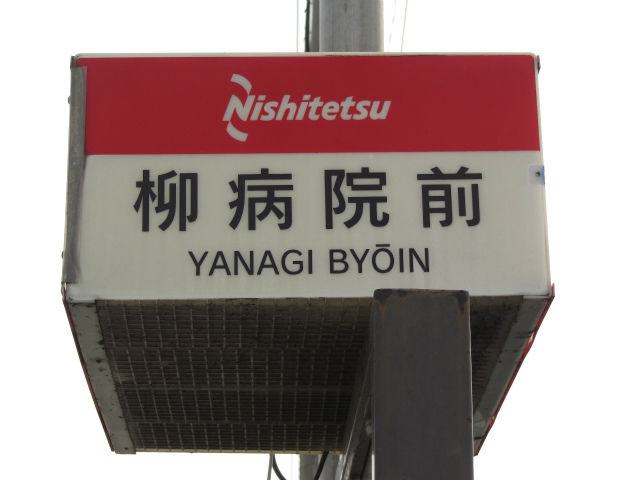 Nishitetsu
柳病院前
YANAGI BYŌIN